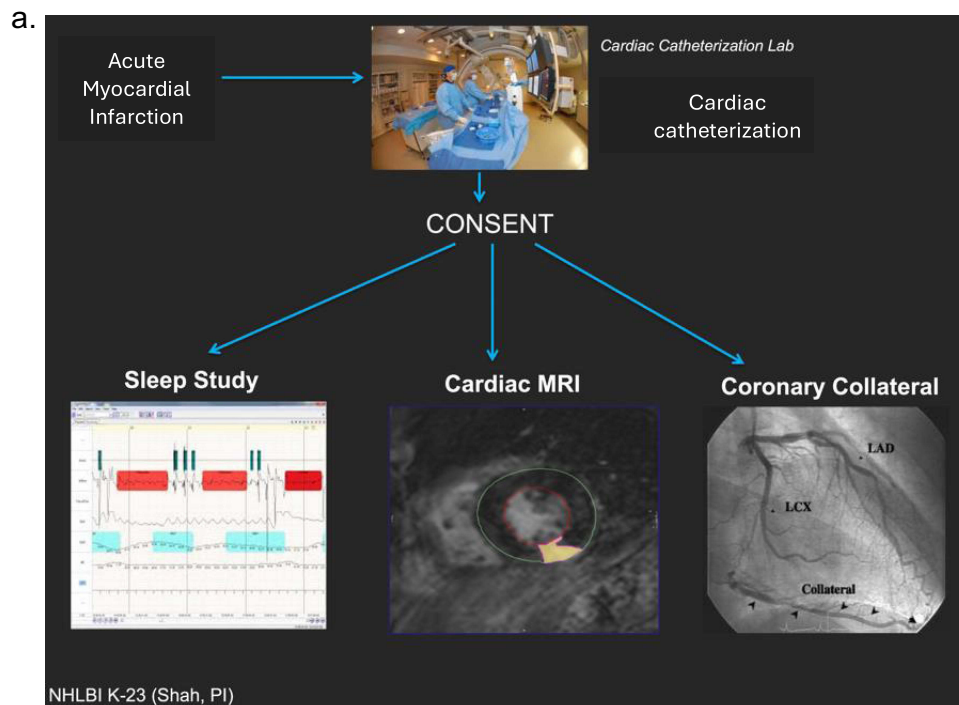 a.
Acute
Myocardial
Infarction
Cardiac Catheterization Lab
Cardiac
catheterization
CONSENT
Sleep Study
Cardiac MRI
Coronary Collateral
LAD
LCX
Collateral
NHLBI K-23 (Shah, PI)